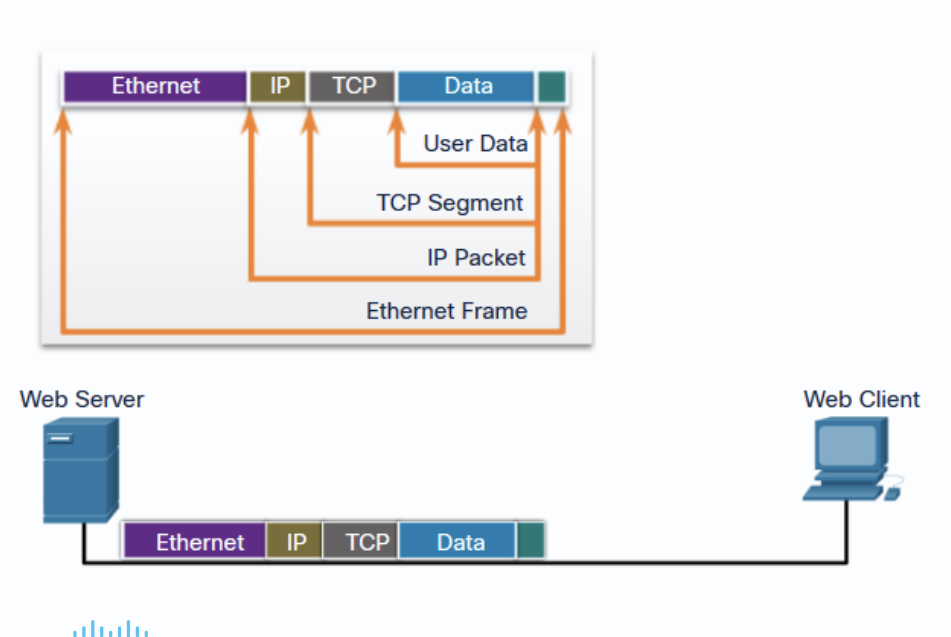 Ethernet IP TCP Data
User Data
TCP Segment
IP Packet
Ethernet Frame
Web Server Web Client
Ethernet IP TCP Data